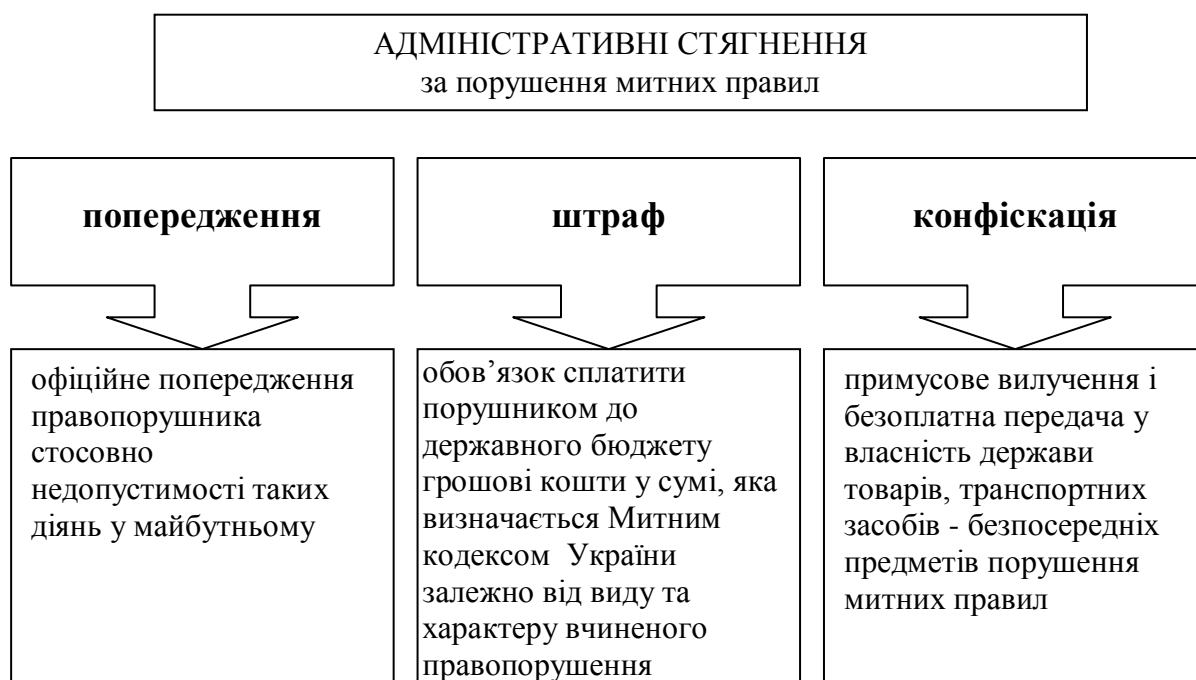 АДМІНІСТРАТИВНІ СТЯГНЕННЯ
за порушення митних правил
попередження
штраф
конфіскація
офіційне попередження
правопорушника
стосовно
недопустимості таких
діянь у майбутньому
обов’язок сплатити
порушником до
державного бюджету
грошові кошти у сумі, яка
визначається Митним
кодексом України
залежно від виду та
характеру вчиненого
правопорушення
примусове вилучення і
безоплатна передача у
власність держави
товарів, транспортних
засобів - безпосередніх
предметів порушення
митних правил